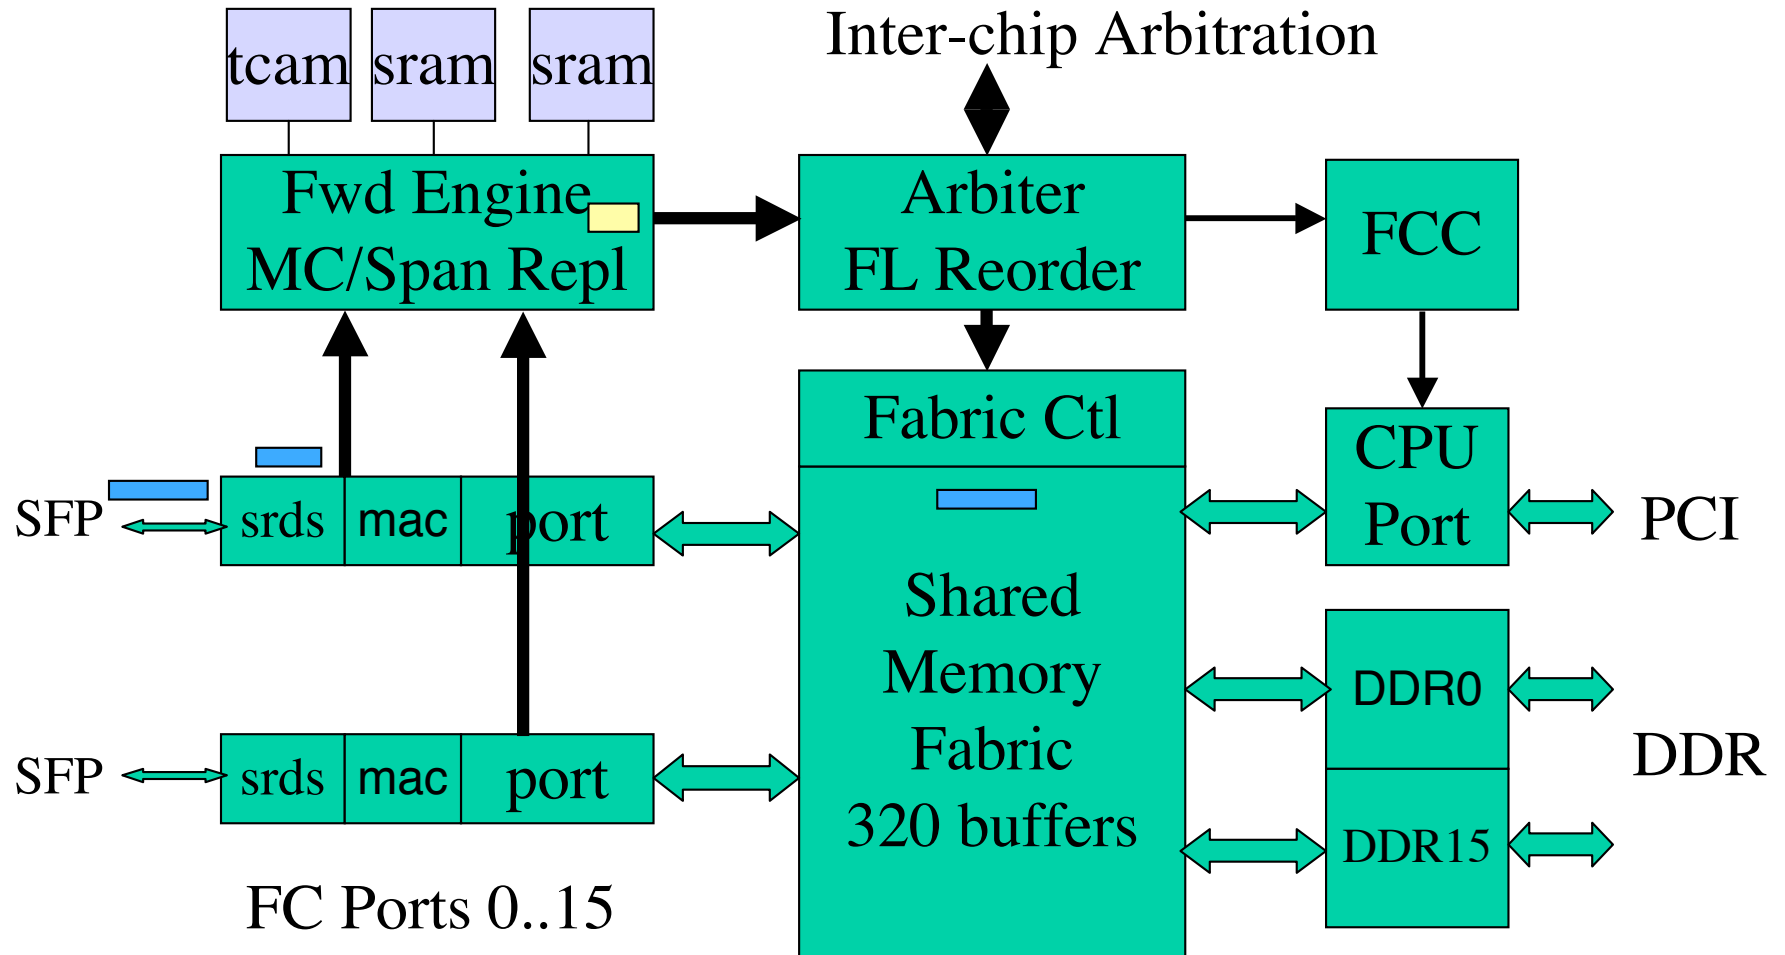 Inter-chip Arbitration
tcam
sram
sram
Fwd Engine
MC/Span Repl
Arbiter
FL Reorder
FCC
Fabric Ctl
CPU
Port
PCI
SFP
srds
mac
port
Shared
Memory
Fabric
320 buffers
DDR0
DDR
DDR15
SFP
srds
mac
port
FC Ports 0..15